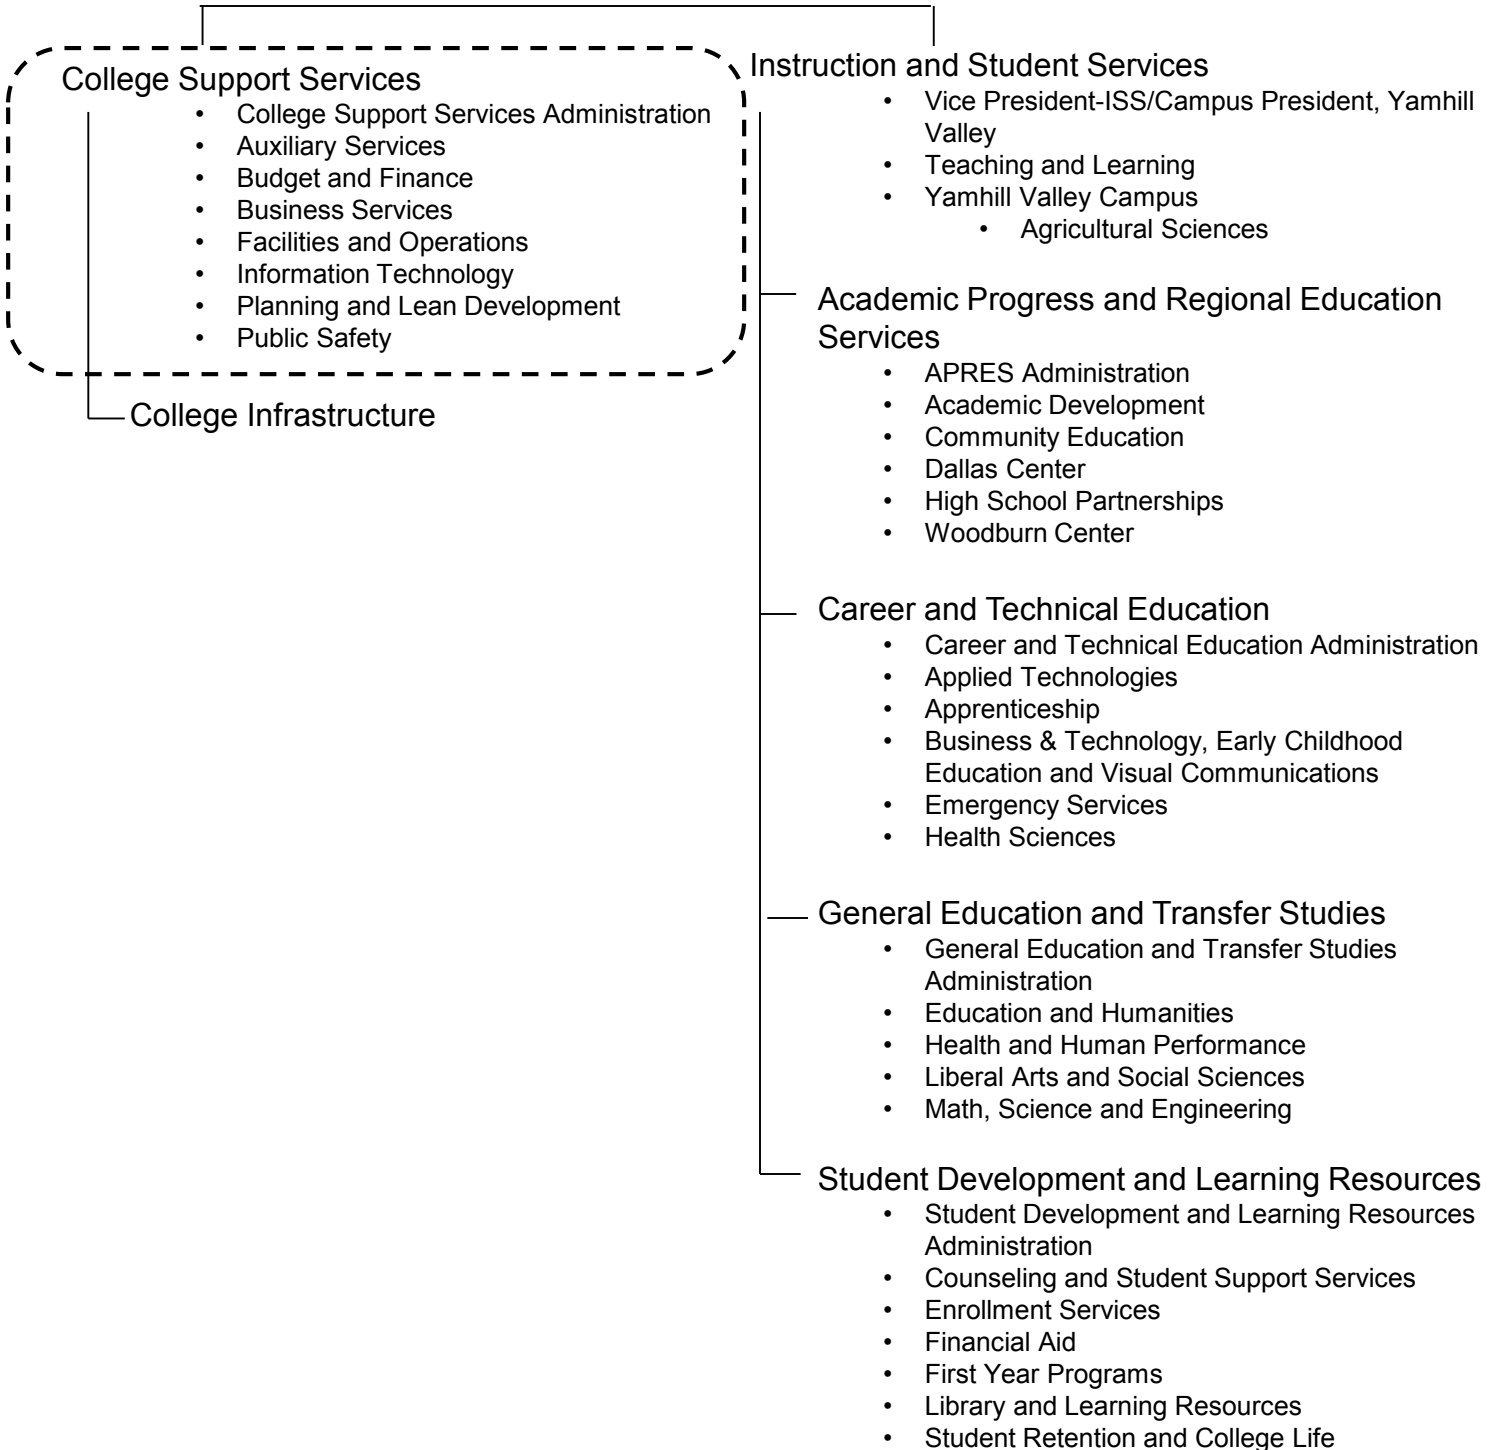 College Support Services
• College Support Services Administration
• Auxiliary Services
• Budget and Finance
• Business Services
• Facilities and Operations
• Information Technology
• Planning and Lean Development
• Public Safety
College Infrastructure
Instruction and Student Services
• Vice President-ISS/Campus President, Yamhill
Valley
• Teaching and Learning
• Yamhill Valley Campus
• Agricultural Sciences
Academic Progress and Regional Education
Services
• APRES Administration
• Academic Development
• Community Education
• Dallas Center
• High School Partnerships
• Woodburn Center
Career and Technical Education
• Career and Technical Education Administration
• Applied Technologies
• Apprenticeship
• Business & Technology, Early Childhood
Education and Visual Communications
• Emergency Services
• Health Sciences
General Education and Transfer Studies
• General Education and Transfer Studies
Administration
• Education and Humanities
• Health and Human Performance
• Liberal Arts and Social Sciences
• Math, Science and Engineering
Student Development and Learning Resources
• Student Development and Learning Resources
Administration
• Counseling and Student Support Services
• Enrollment Services
• Financial Aid
• First Year Programs
• Library and Learning Resources
• Student Retention and College Life